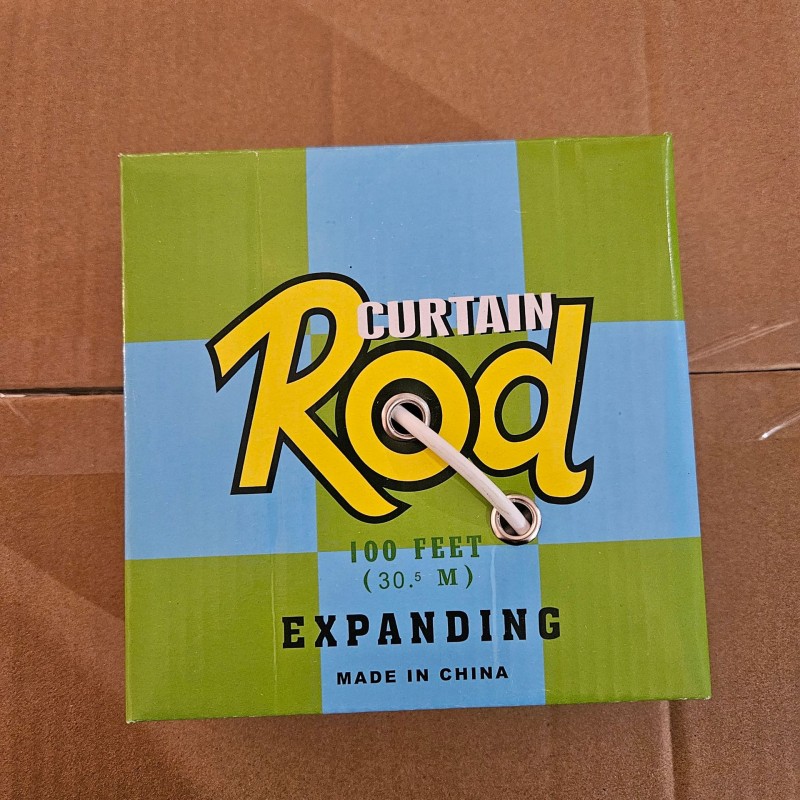 CURTAIN
Rod
100 FEET
(30.⁵ M)
EXPANDING
MADE IN CHINA